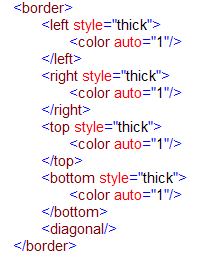 <border>
<left style="thick">
<color auto="1"/>
</left>
<right style="thick">
<color auto="1"/>
</right>
<top style="thick">
<color auto="1"/>
</top>
<bottom style="thick">
<color auto="1"/>
</bottom>
<diagonal/>
</border>